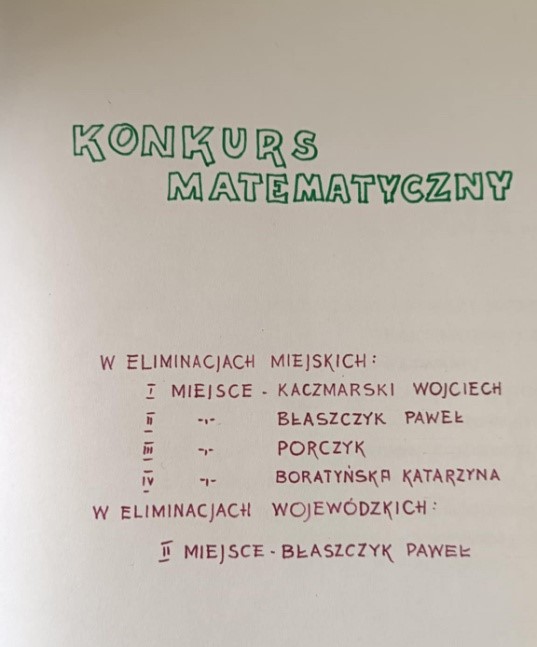 KONKURS
MATEMATYCZNY
W ELIMINACJACH MIEJSKICH:
I MIEJSCE - KACZMARSKI WOJCIECH
II -"- BŁASZCZYK PAWEŁ
III -"- PORCZYK
IV -"- BORATYŃSKA KATARZYNA
W ELIMINACJACH WOJEWÓDZKICH:
II MIEJSCE - BŁASZCZYK PAWEŁ